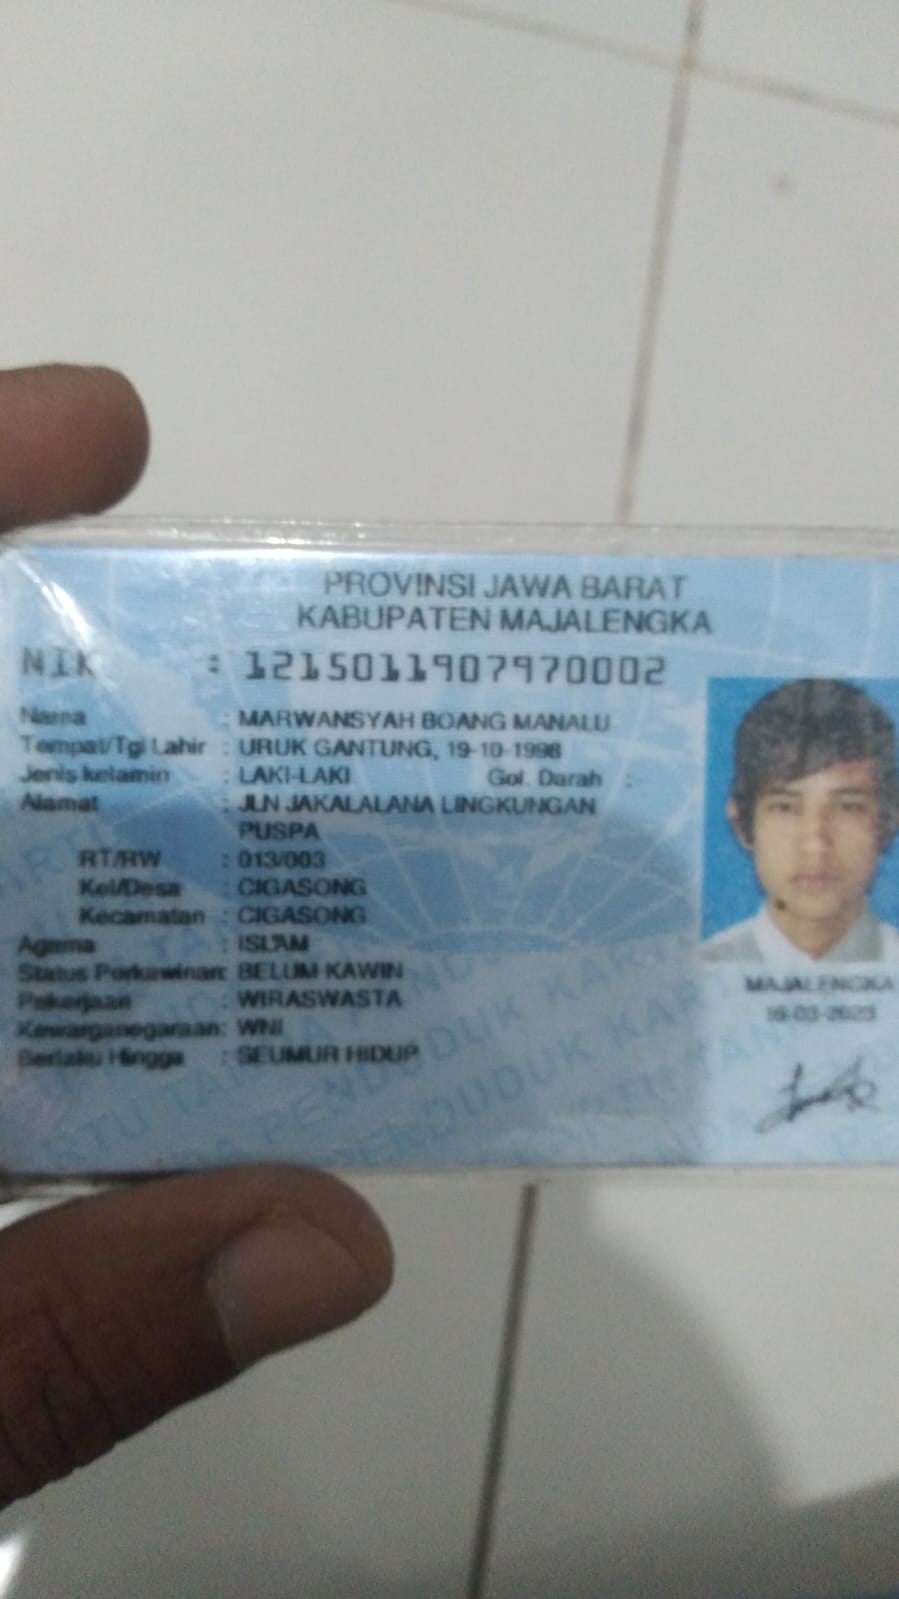 PROVINSI JAWA BARAT
KABUPATEN MAJALENGKA
NIK : 1215011907970002
Nama : MARWANSYAH BOANG MANALU
Tempat/Tgl Lahir : URUK GANTUNG, 19-10-1998
Jenis kelamin : LAKI-LAKI Gol. Darah : -
Alamat : JLN JAKALALANA LINGKUNGAN
PUSPA
RT/RW : 013/003
Kel/Desa : CIGASONG
Kecamatan : CIGASONG
Agama : ISLAM
Status Perkawinan: BELUM KAWIN
Pekerjaan : WIRASWASTA
Kewarganegaraan: WNI
Berlaku Hingga : SEUMUR HIDUP
MAJALENGKA
16-03-2023